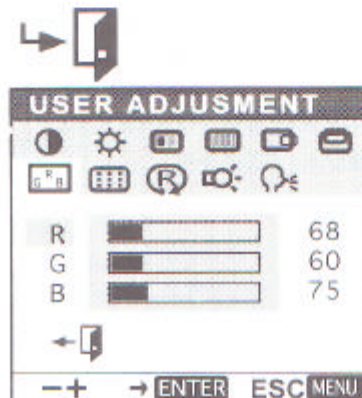 USER ADJUSMENT
G R B
R
R 68
G 60
B 75
-+ → ENTER ESC MENU